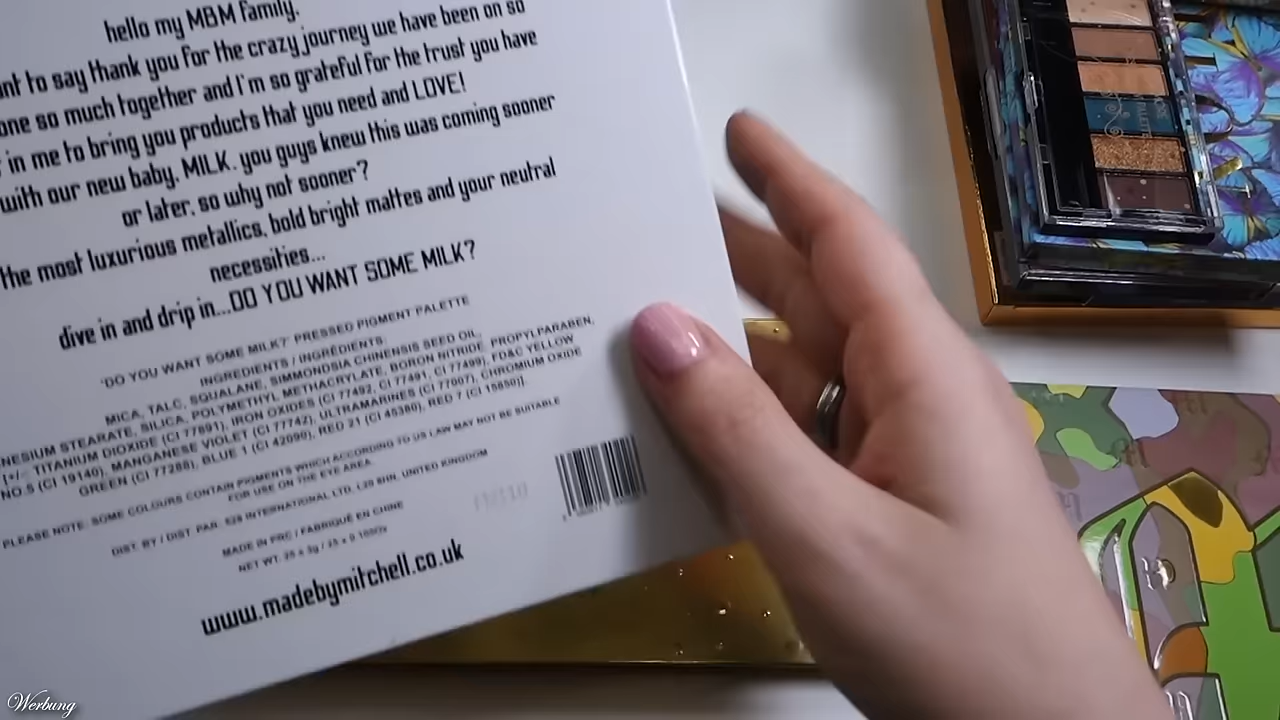 hello my MBM family.
nt to say thank you for the crazy journey we have been on so
one so much together and I'm so grateful for the trust you have
in me to bring you products that you need and LOVE!
with our new baby. MILK. you guys knew this was coming sooner
or later. so why not sooner?
The most luxurious metallics, bold bright mattes and your neutral
necessities...
dive in and drip in...DO YOU WANT SOME MILK?
"DO YOU WANT SOME MILK?" PRESSED PIGMENT PALETTE
INGREDIENTS / INGRÉDIENTS:
MICA, TALC, SQUALANE, SIMMONDSIA CHINENSIS SEED OIL,
NESIUM STEARATE, SILICA, POLYMETHYL METHACRYLATE, BORON NITRIDE, PROPYLPARABEN,
[+/- TITANIUM DIOXIDE (CI 77891), IRON OXIDES (CI 77492, CI 77491, CI 77499), FD&C YELLOW
NO.5 (CI 19140), MANGANESE VIOLET (CI 77742), ULTRAMARINES (CI 77007), CHROMIUM OXIDE
GREEN (CI 77288), BLUE 1 (CI 42090), RED 21 (CI 45380), RED 7 (CI 15850)].
PLEASE NOTE: SOME COLOURS CONTAIN PIGMENTS WHICH ACCORDING TO US LAW MAY NOT BE SUITABLE
FOR USE ON THE EYE AREA
DIST. BY / DIST. PAR: INTERNATIONAL LTD, L20 8HN, UNITED KINGDOM
MADE IN PRC / FABRIQUÉ EN CHINE
NET WT.
www.madebymitchell.co.uk
Werbung